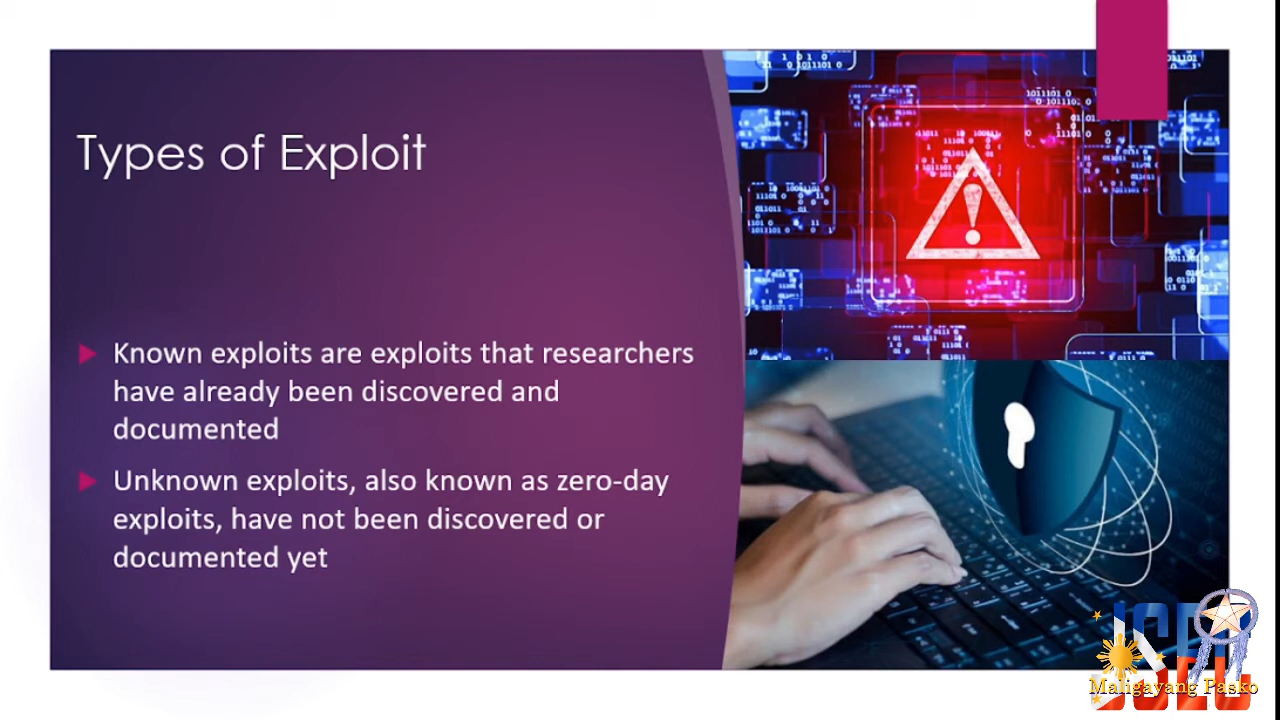 Types of Exploit
Known exploits are exploits that researchers
have already been discovered and
documented
Unknown exploits, also known as zero-day
exploits, have not been discovered or
documented yet
Maligayang Pasko